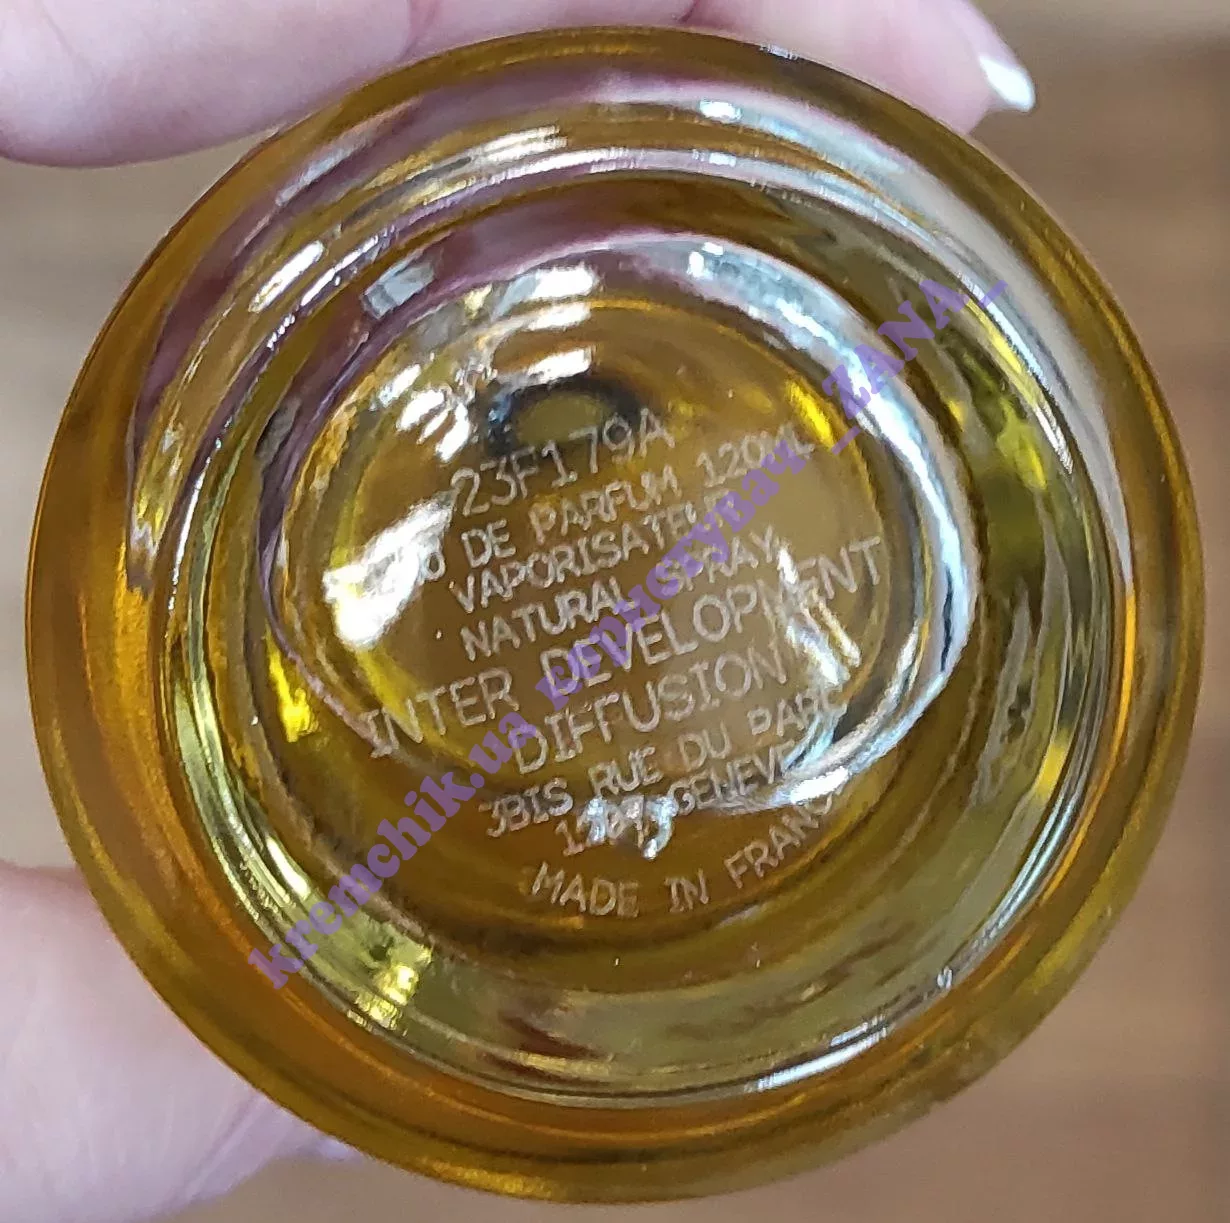 23F179A
DE PARFUM 120ML
VAPORISATEUR
NATURAL SPRAY
INTER DEVELOPMENT
DIFFUSION
3BIS RUE DU PARC
GENEVE
MADE IN FRANCE
kremchik.ua _ZANA_